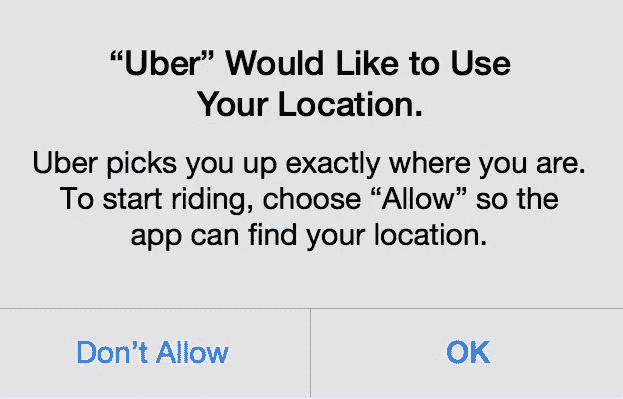 “Uber” Would Like to Use
Your Location.
Uber picks you up exactly where you are.
To start riding, choose “Allow” so the
app can find your location.
Don’t Allow
OK